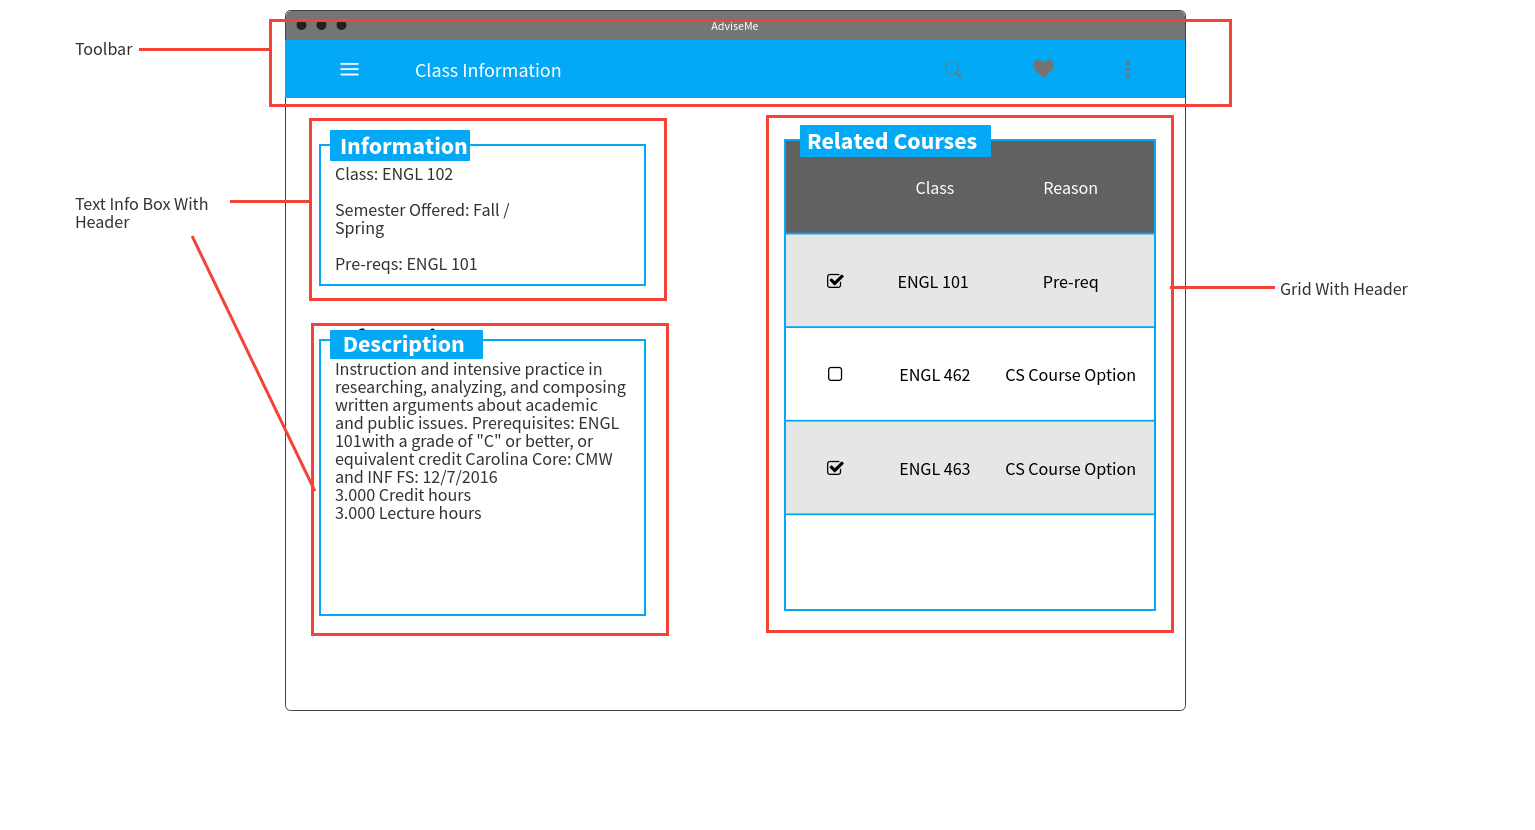 AdviseMe
Toolbar
Class Information
Information
Class: ENGL 102
Semester Offered: Fall /
Spring
Pre-reqs: ENGL 101
Text Info Box With
Header
Description
Instruction and intensive practice in
researching, analyzing, and composing
written arguments about academic
and public issues. Prerequisites: ENGL
101with a grade of "C" or better, or
equivalent credit Carolina Core: CMW
and INF FS: 12/7/2016
3.000 Credit hours
3.000 Lecture hours
Related Courses
Class Reason
ENGL 101 Pre-req
ENGL 462 CS Course Option
ENGL 463 CS Course Option
Grid With Header